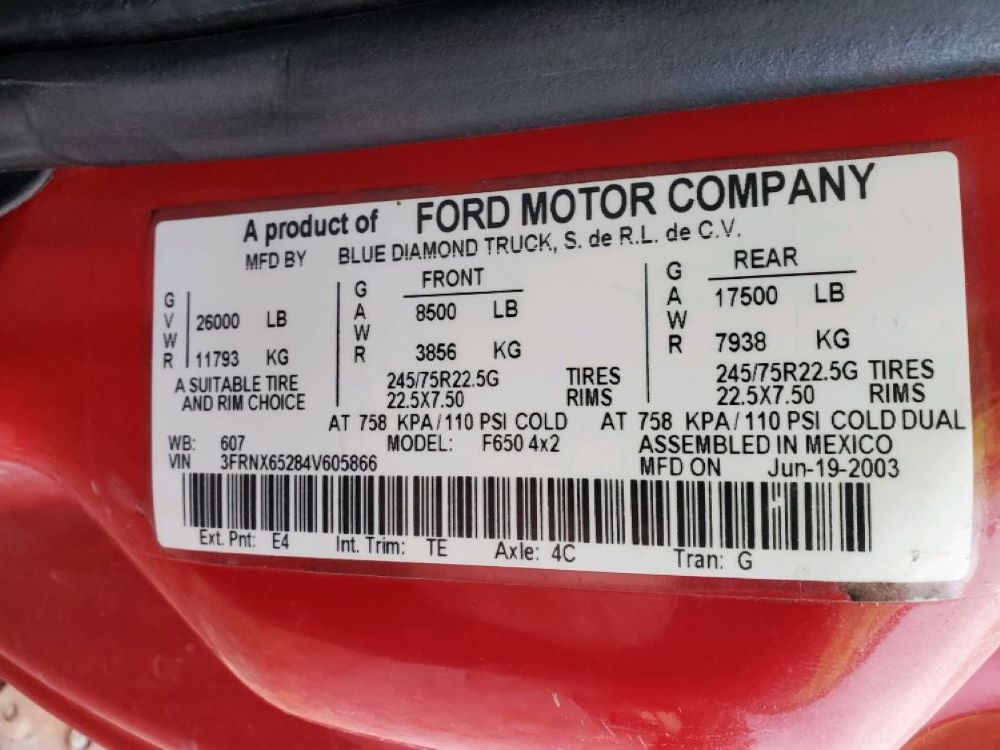 A product of FORD MOTOR COMPANY
MFD BY BLUE DIAMOND TRUCK, S. de R.L. de C.V.
GVWR 26000 LB
11793 KG
GAWR FRONT
8500 LB
3856 KG
GAWR REAR
17500 LB
7938 KG
A SUITABLE TIRE
AND RIM CHOICE
245/75R22.5G TIRES
22.5X7.50 RIMS
245/75R22.5G TIRES
22.5X7.50 RIMS
AT 758 KPA/110 PSI COLD AT 758 KPA/110 PSI COLD DUAL
WB: 607 MODEL: F650 4x2 ASSEMBLED IN MEXICO
VIN 3FRNX65284V605866 MFD ON Jun-19-2003
Ext. Pnt: E4 Int. Trim: TE Axle: 4C Tran: G